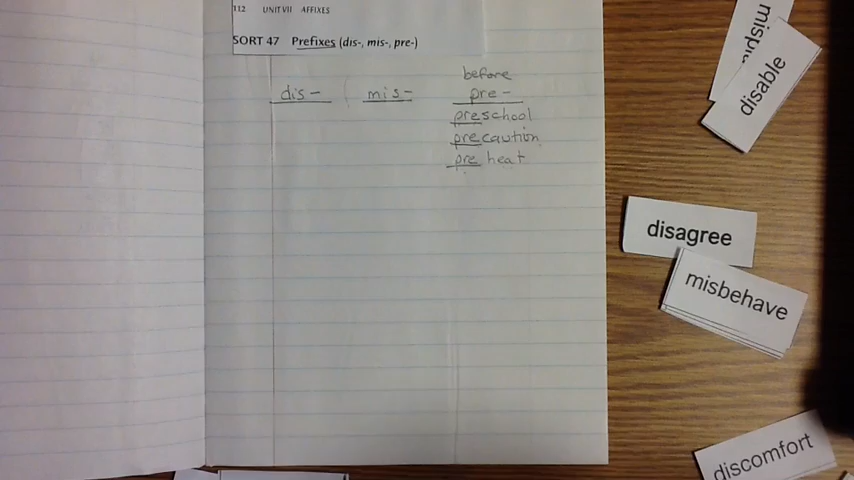 112 UNIT VII AFFIXES
SORT 47 Prefixes (dis-, mis-, pre-)
before
dis- mis- pre-
preschool
precaution
preheat
disable
disagree
misbehave
discomfort